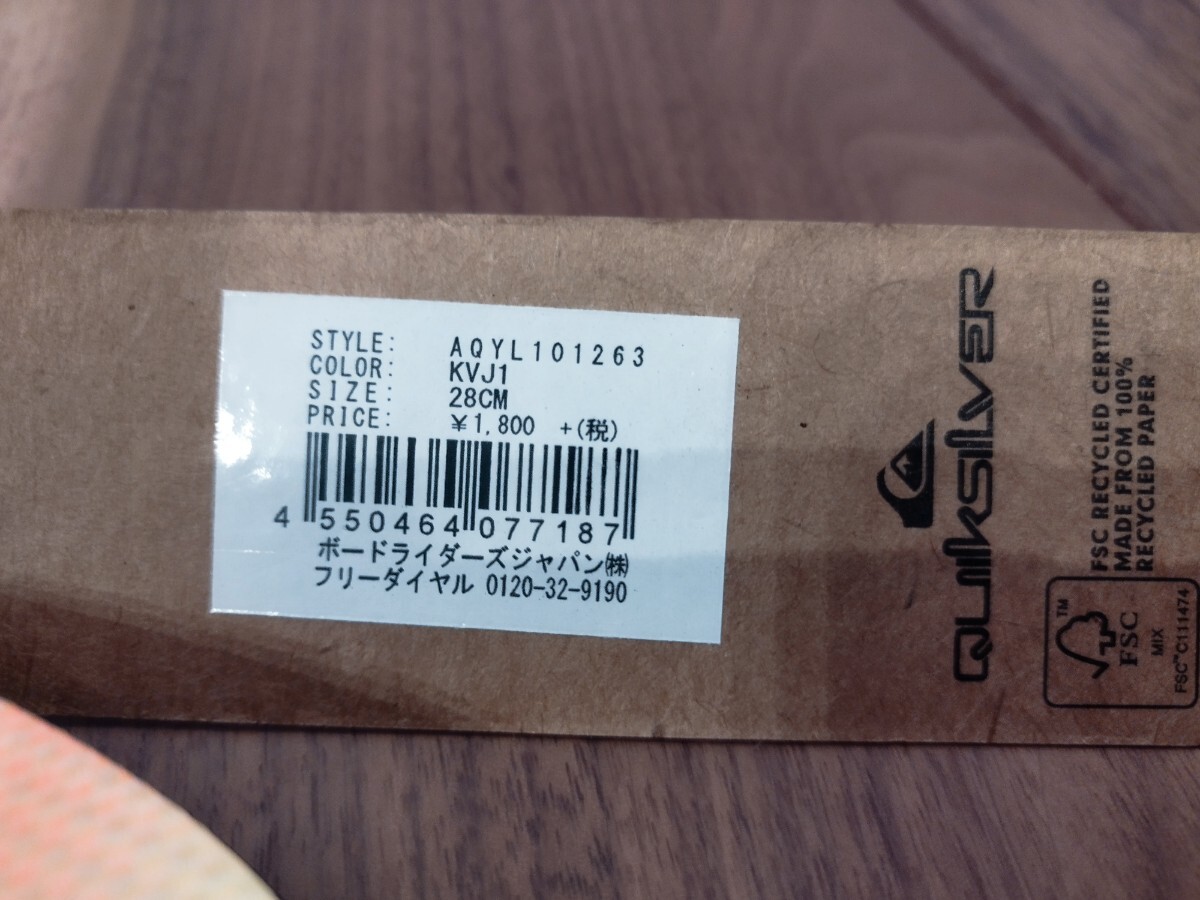 STYLE: AQYL101263
COLOR: KVJ1
SIZE: 28CM
PRICE: ¥1,800 +(税)
4 550464 077187
ボードライダーズジャパン㈱
フリーダイヤル 0120-32-9190
QUIKSILVER
FSC RECYCLED CERTIFIED
MADE FROM 100%
RECYCLED PAPER
TM
FSC
MIX
FSC™ C111474